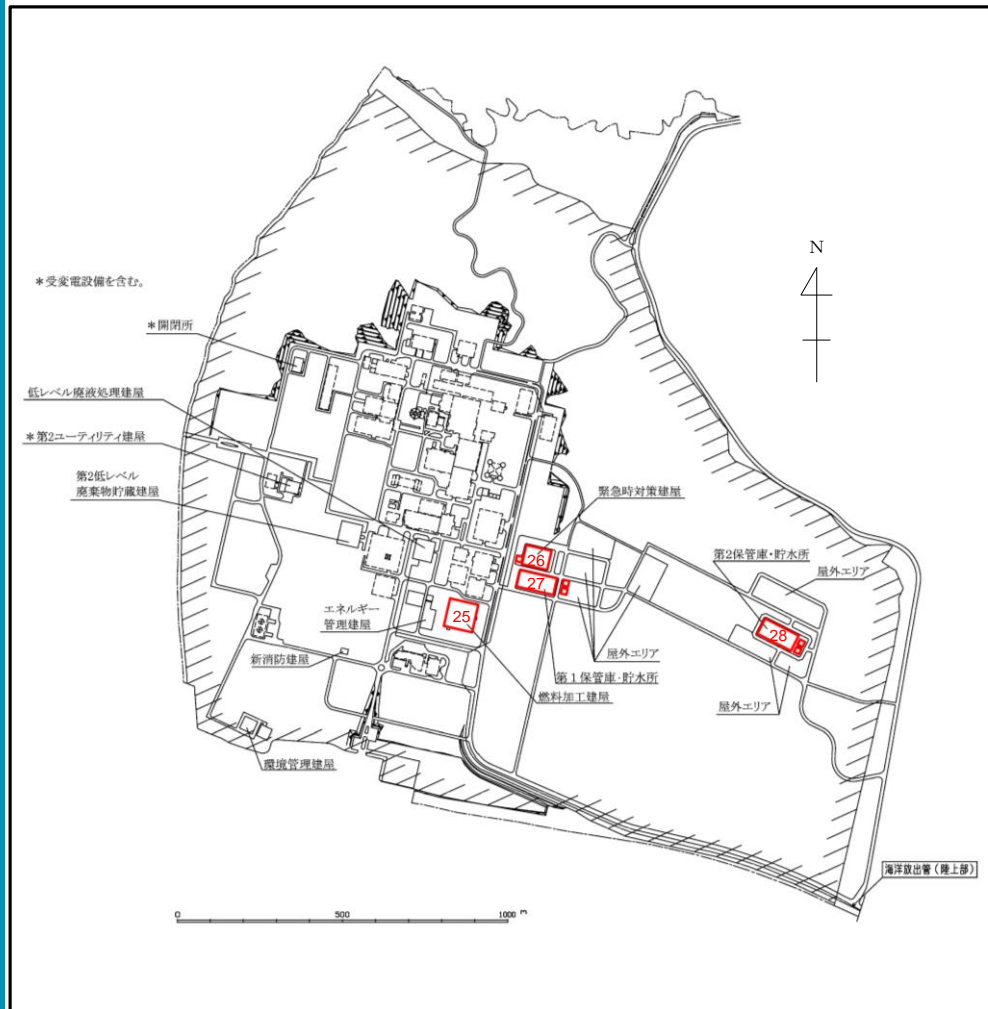 N
＊受変電設備を含む。
＊開閉所
低レベル廃液処理建屋
＊第2ユーティリティ建屋
第2低レベル
廃棄物貯蔵建屋
緊急時対策建屋
第2保管庫・貯水所
屋外エリア
26
27
28
25
エネルギー
管理建屋
屋外エリア
新消防建屋
第1保管庫・貯水所
屋外エリア
燃料加工建屋
環境管理建屋
海洋放出管（陸上部）
0 500 1000 m